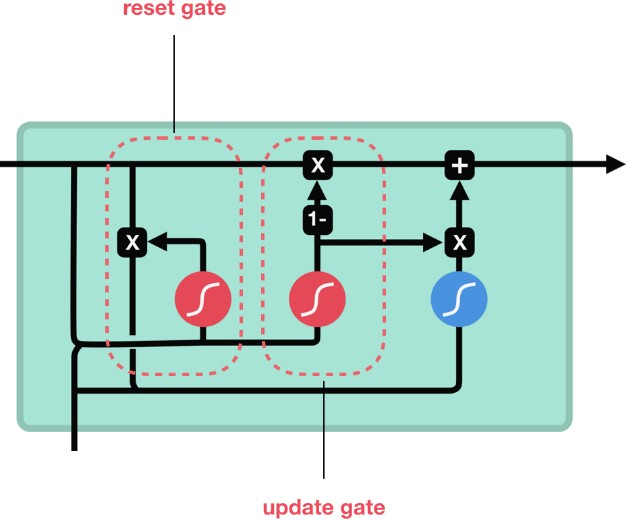 reset gate
X
+
1-
X
X
update gate